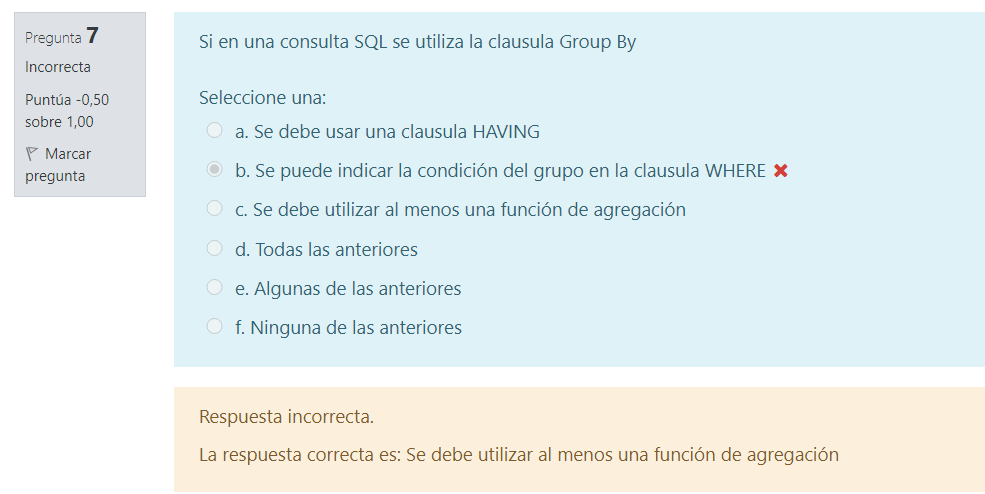 Pregunta 7
Incorrecta
Puntúa -0,50
sobre 1,00
Marcar
pregunta
Si en una consulta SQL se utiliza la clausula Group By
Seleccione una:
a. Se debe usar una clausula HAVING
b. Se puede indicar la condición del grupo en la clausula WHERE
c. Se debe utilizar al menos una función de agregación
d. Todas las anteriores
e. Algunas de las anteriores
f. Ninguna de las anteriores
Respuesta incorrecta.
La respuesta correcta es: Se debe utilizar al menos una función de agregación